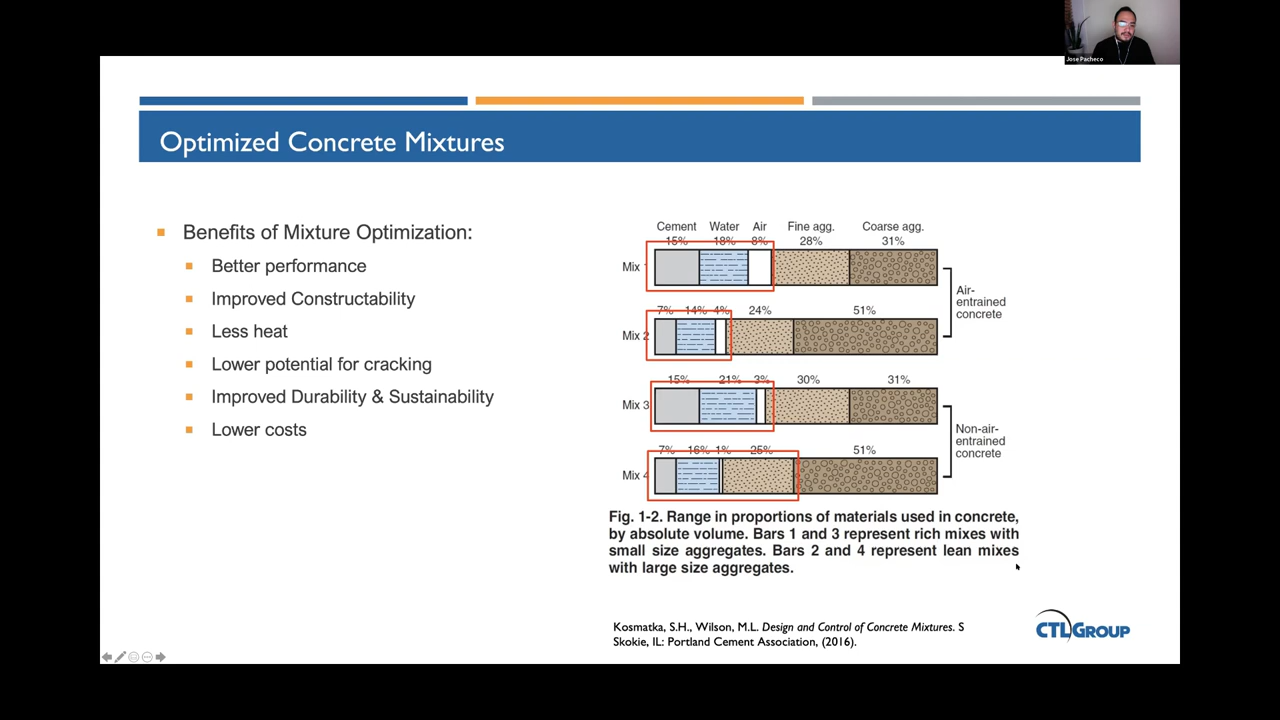 Jose Pacheco
Optimized Concrete Mixtures
Benefits of Mixture Optimization:
Better performance
Improved Constructability
Less heat
Lower potential for cracking
Improved Durability & Sustainability
Lower costs
Cement Water Air Fine agg. Coarse agg.
15% 18% 8% 28% 31%
Mix
7% 14% 4% 24% 51%
Mix 2
15% 21% 3% 30% 31%
Mix 3
7% 16% 1% 25% 51%
Mix 4
Air-
entrained
concrete
Non-air-
entrained
concrete
Fig. 1-2. Range in proportions of materials used in concrete,
by absolute volume. Bars 1 and 3 represent rich mixes with
small size aggregates. Bars 2 and 4 represent lean mixes
with large size aggregates.
Kosmatka, S.H., Wilson, M.L. Design and Control of Concrete Mixtures. S
Skokie, IL: Portland Cement Association, (2016).
CTLGROUP